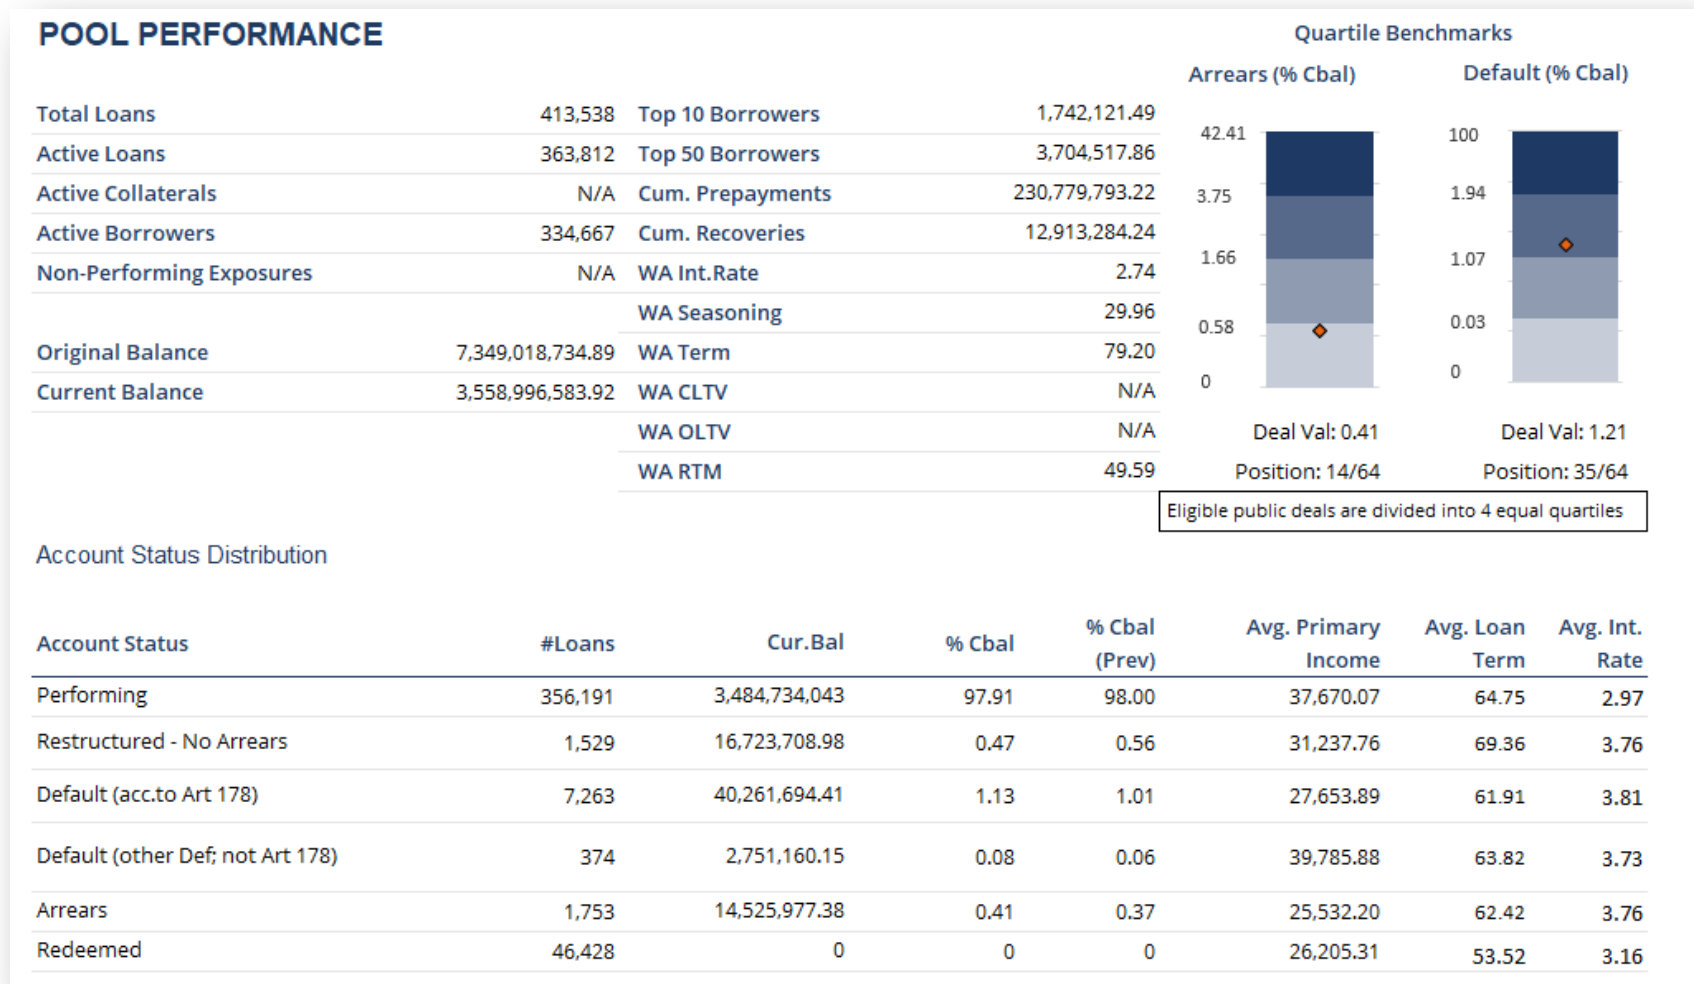 POOL PERFORMANCE
Quartile Benchmarks
Arrears (% Cbal) Default (% Cbal)
Total Loans 413,538 Top 10 Borrowers 1,742,121.49
Active Loans 363,812 Top 50 Borrowers 3,704,517.86
Active Collaterals N/A Cum. Prepayments 230,779,793.22
Active Borrowers 334,667 Cum. Recoveries 12,913,284.24
Non-Performing Exposures N/A WA Int.Rate 2.74
WA Seasoning 29.96
Original Balance 7,349,018,734.89 WA Term 79.20
Current Balance 3,558,996,583.92 WA CLTV N/A
WA OLTV N/A
WA RTM 49.59
42.41 100
3.75 1.94
1.66 1.07
0.58 0.03
0 0
Deal Val: 0.41 Deal Val: 1.21
Position: 14/64 Position: 35/64
Eligible public deals are divided into 4 equal quartiles
Account Status Distribution
Account Status #Loans Cur.Bal % Cbal % Cbal (Prev) Avg. Primary Income Avg. Loan Term Avg. Int. Rate
Performing 356,191 3,484,734,043 97.91 98.00 37,670.07 64.75 2.97
Restructured - No Arrears 1,529 16,723,708.98 0.47 0.56 31,237.76 69.36 3.76
Default (acc.to Art 178) 7,263 40,261,694.41 1.13 1.01 27,653.89 61.91 3.81
Default (other Def; not Art 178) 374 2,751,160.15 0.08 0.06 39,785.88 63.82 3.73
Arrears 1,753 14,525,977.38 0.41 0.37 25,532.20 62.42 3.76
Redeemed 46,428 0 0 0 26,205.31 53.52 3.16